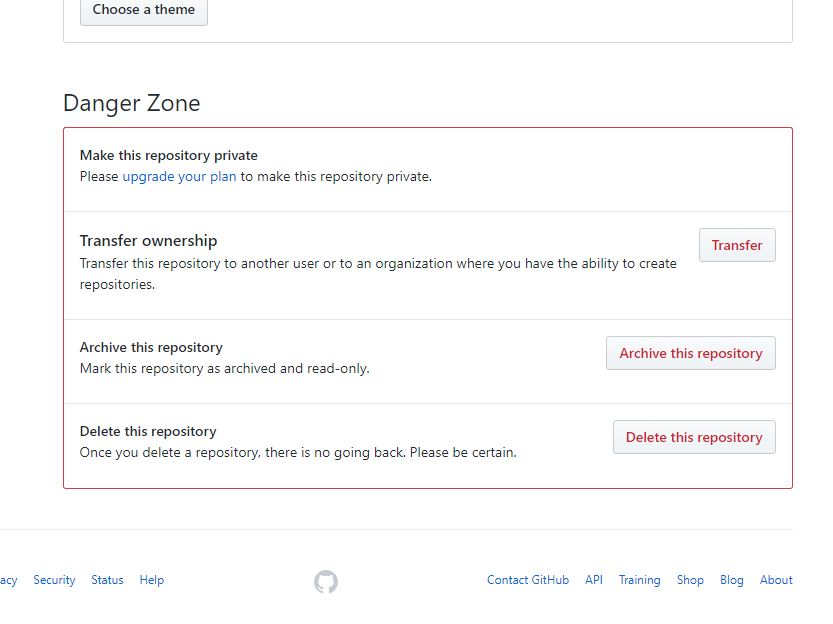 Choose a theme
Danger Zone
Make this repository private
Please upgrade your plan to make this repository private.
Transfer ownership
Transfer this repository to another user or to an organization where you have the ability to create
repositories.
Transfer
Archive this repository
Mark this repository as archived and read-only.
Archive this repository
Delete this repository
Once you delete a repository, there is no going back. Please be certain.
Delete this repository
acy Security Status Help Contact GitHub API Training Shop Blog About